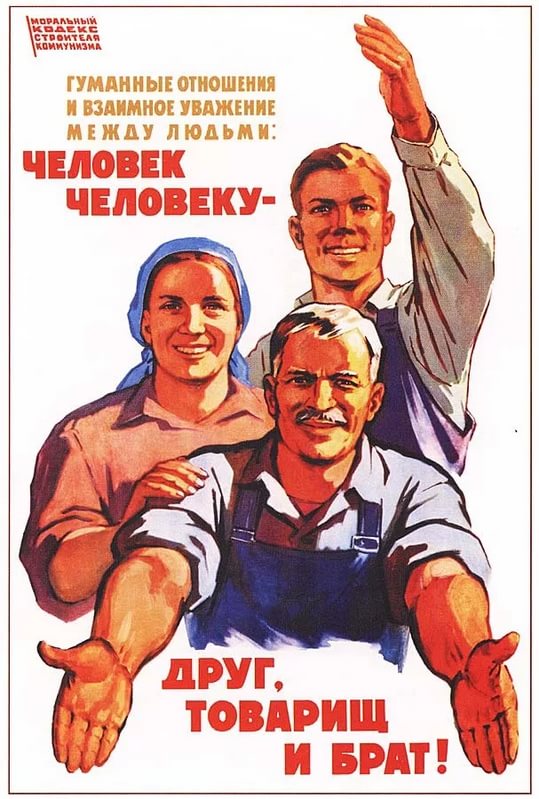 МОРАЛЬНЫЙ
КОДЕКС
СТРОИТЕЛЯ
КОММУНИЗМА
ГУМАННЫЕ ОТНОШЕНИЯ
И ВЗАИМНОЕ УВАЖЕНИЕ
МЕЖДУ ЛЮДЬМИ:
ЧЕЛОВЕК
ЧЕЛОВЕКУ-
ДРУГ,
ТОВАРИЩ
И БРАТ!